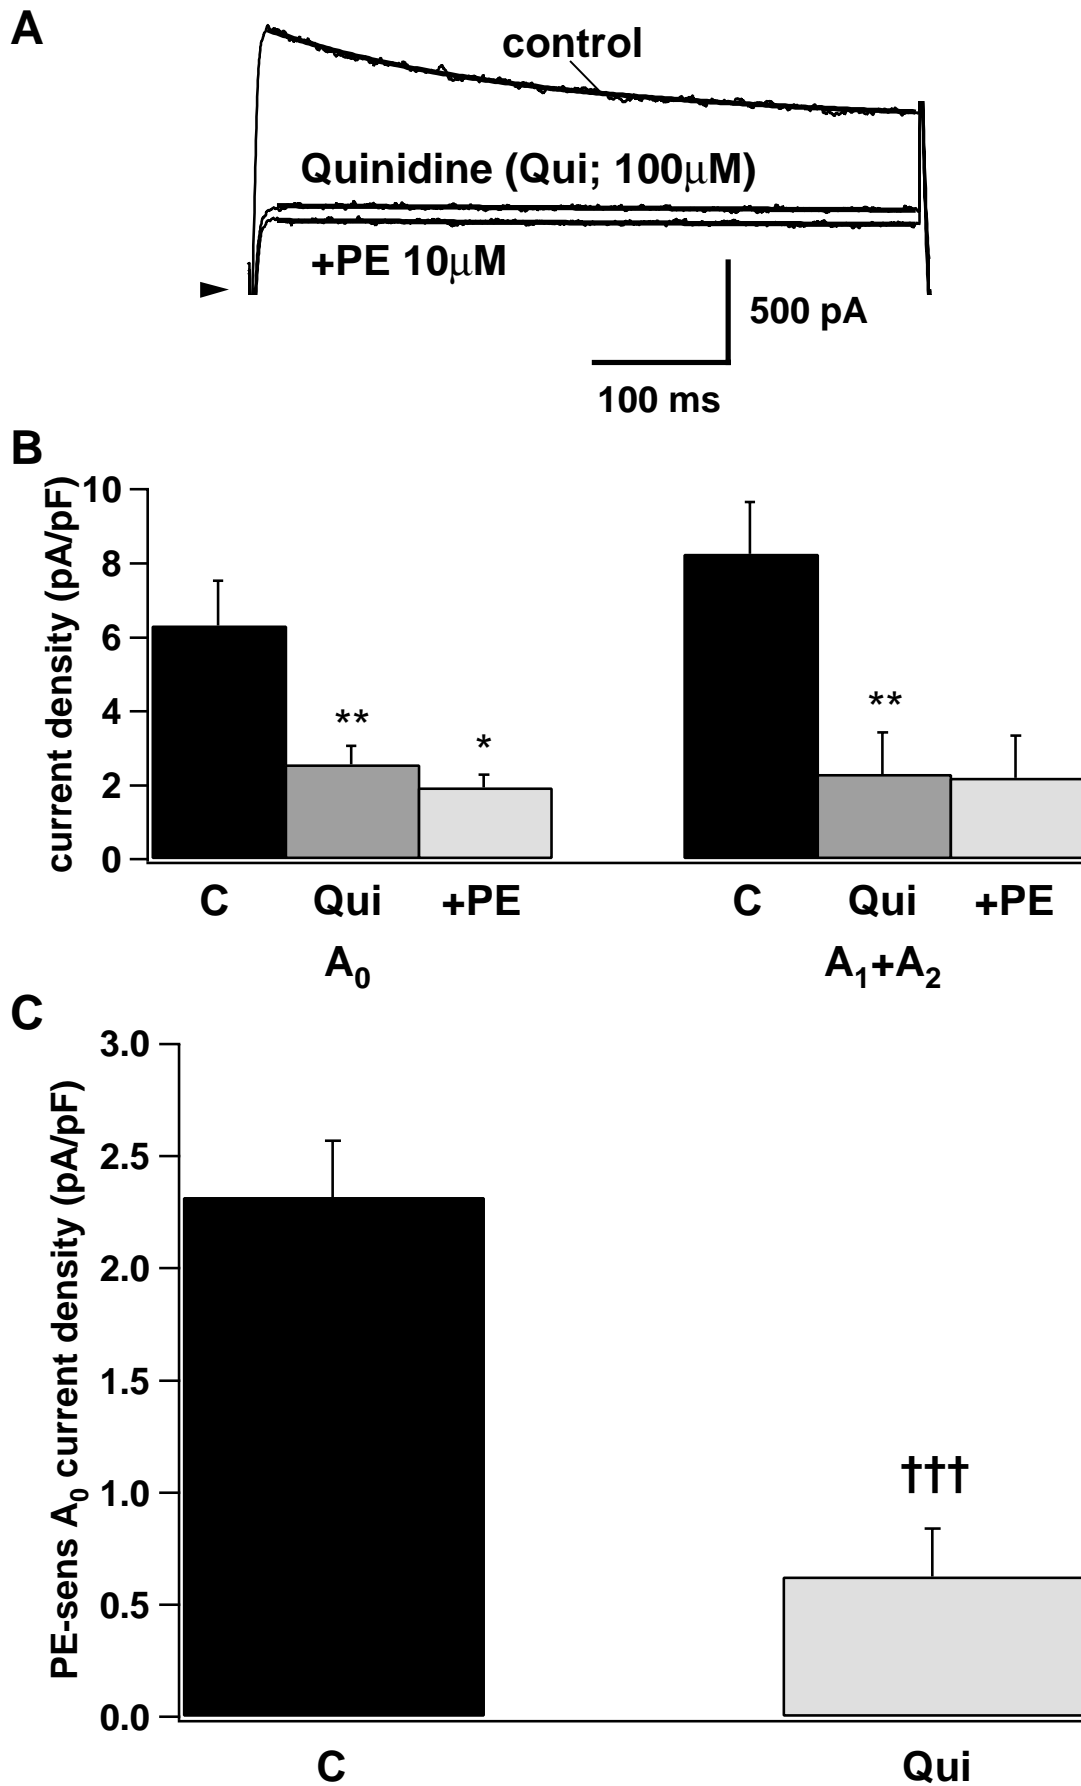 A
control
Quinidine (Qui; 100μM)
+PE 10μM
500 pA
100 ms
B
current density (pA/pF)
10
8
6
4
2
0
**
*
**
C Qui +PE C Qui +PE
A₀ A₁+A₂
C
PE-sens A₀ current density (pA/pF)
3.0
2.5
2.0
1.5
1.0
0.5
0.0
†††
C Qui